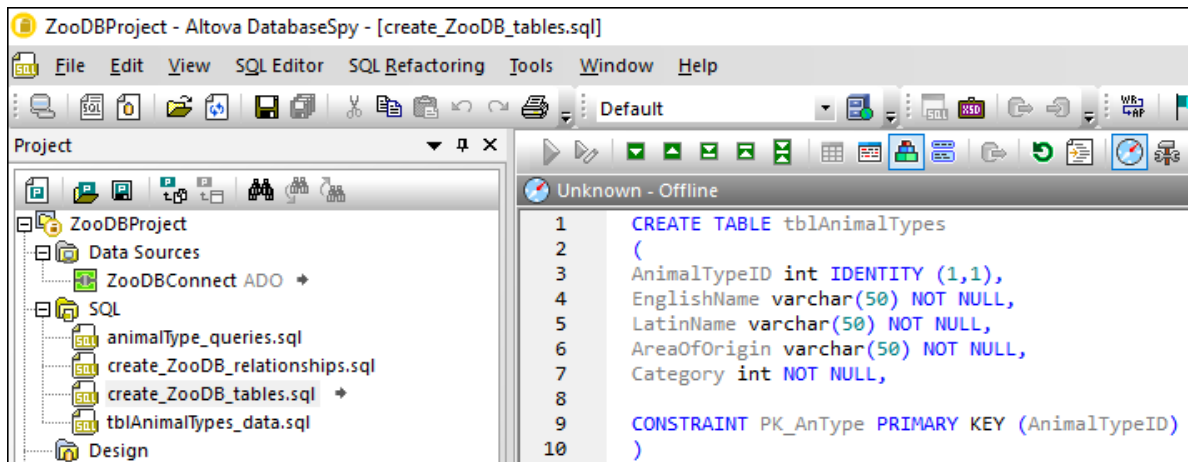 ZooDBProject - Altova DatabaseSpy - [create_ZooDB_tables.sql]
File Edit View SQL Editor SQL Refactoring Tools Window Help
Default
Project
Unknown - Offline
ZooDBProject
Data Sources
ZooDBConnect ADO
SQL
animalType_queries.sql
create_ZooDB_relationships.sql
create_ZooDB_tables.sql
tblAnimalTypes_data.sql
Design
1 CREATE TABLE tblAnimalTypes
2 (
3 AnimalTypeID int IDENTITY (1,1),
4 EnglishName varchar(50) NOT NULL,
5 LatinName varchar(50) NOT NULL,
6 AreaOfOrigin varchar(50) NOT NULL,
7 Category int NOT NULL,
8
9 CONSTRAINT PK_AnType PRIMARY KEY (AnimalTypeID)
10 )